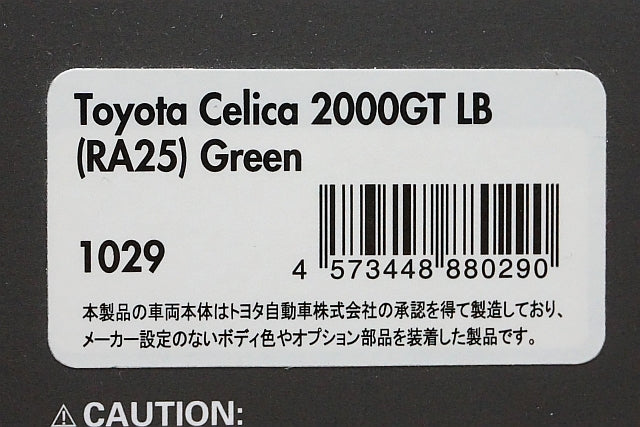 Toyota Celica 2000GT LB
(RA25) Green
1029
4 573448 880290
本製品の車両本体はトヨタ自動車株式会社の承認を得て製造しており、
メーカー設定のないボディ色やオプション部品を装着した製品です。
⚠ CAUTION: